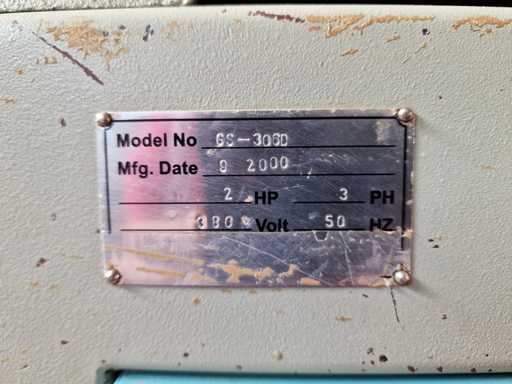 Model No GS-306D
Mfg. Date 8 2000
2 HP 3 PH
380 Volt 50 HZ